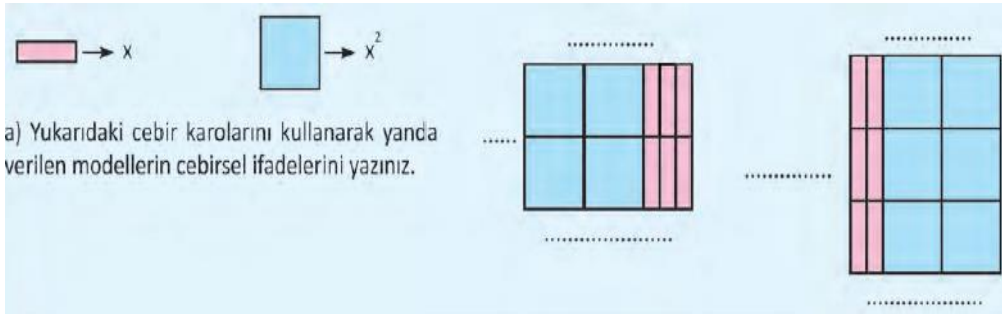 → x
→ x²
a) Yukarıdaki cebir karolarını kullanarak yanda
verilen modellerin cebirsel ifadelerini yazınız.
...............
......
......................
...............
...............
....................